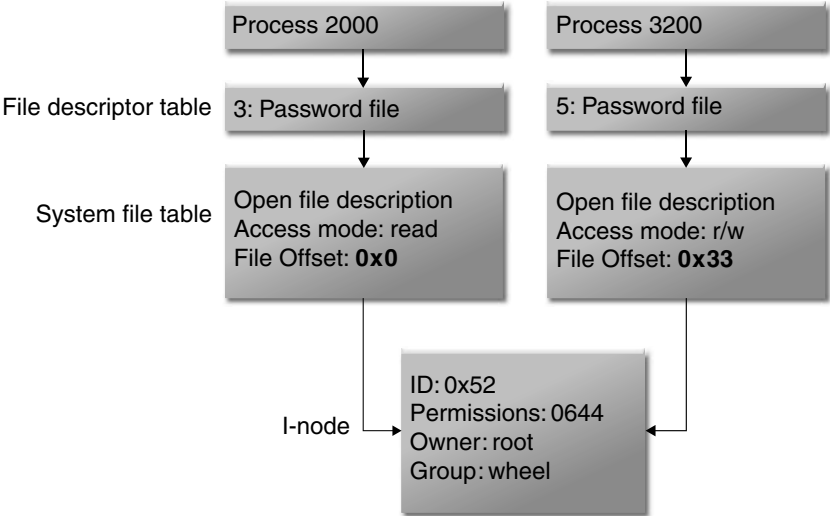 Process 2000
Process 3200
File descriptor table
3: Password file
5: Password file
System file table
Open file description
Access mode: read
File Offset: 0x0
Open file description
Access mode: r/w
File Offset: 0x33
I-node
ID: 0x52
Permissions: 0644
Owner: root
Group: wheel